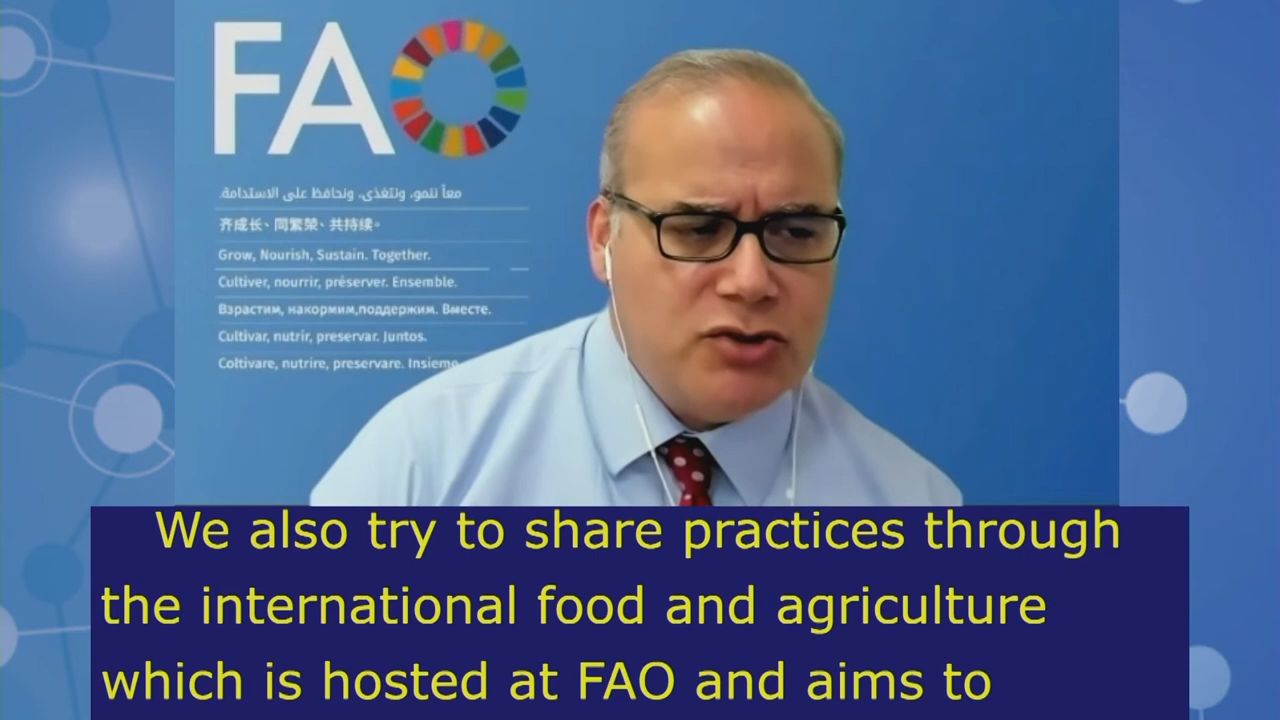 FAO
معاً ننمو، ونتغذى، ونحافظ على الاستدامة.
齐成长、同繁荣、共持续。
Grow, Nourish, Sustain. Together.
Cultiver, nourrir, préserver. Ensemble.
Взрастим, накормим,поддержим. Вместе.
Cultivar, nutrir, preservar. Juntos.
Coltivare, nutrire, preservare. Insieme
We also try to share practices through
the international food and agriculture
which is hosted at FAO and aims to